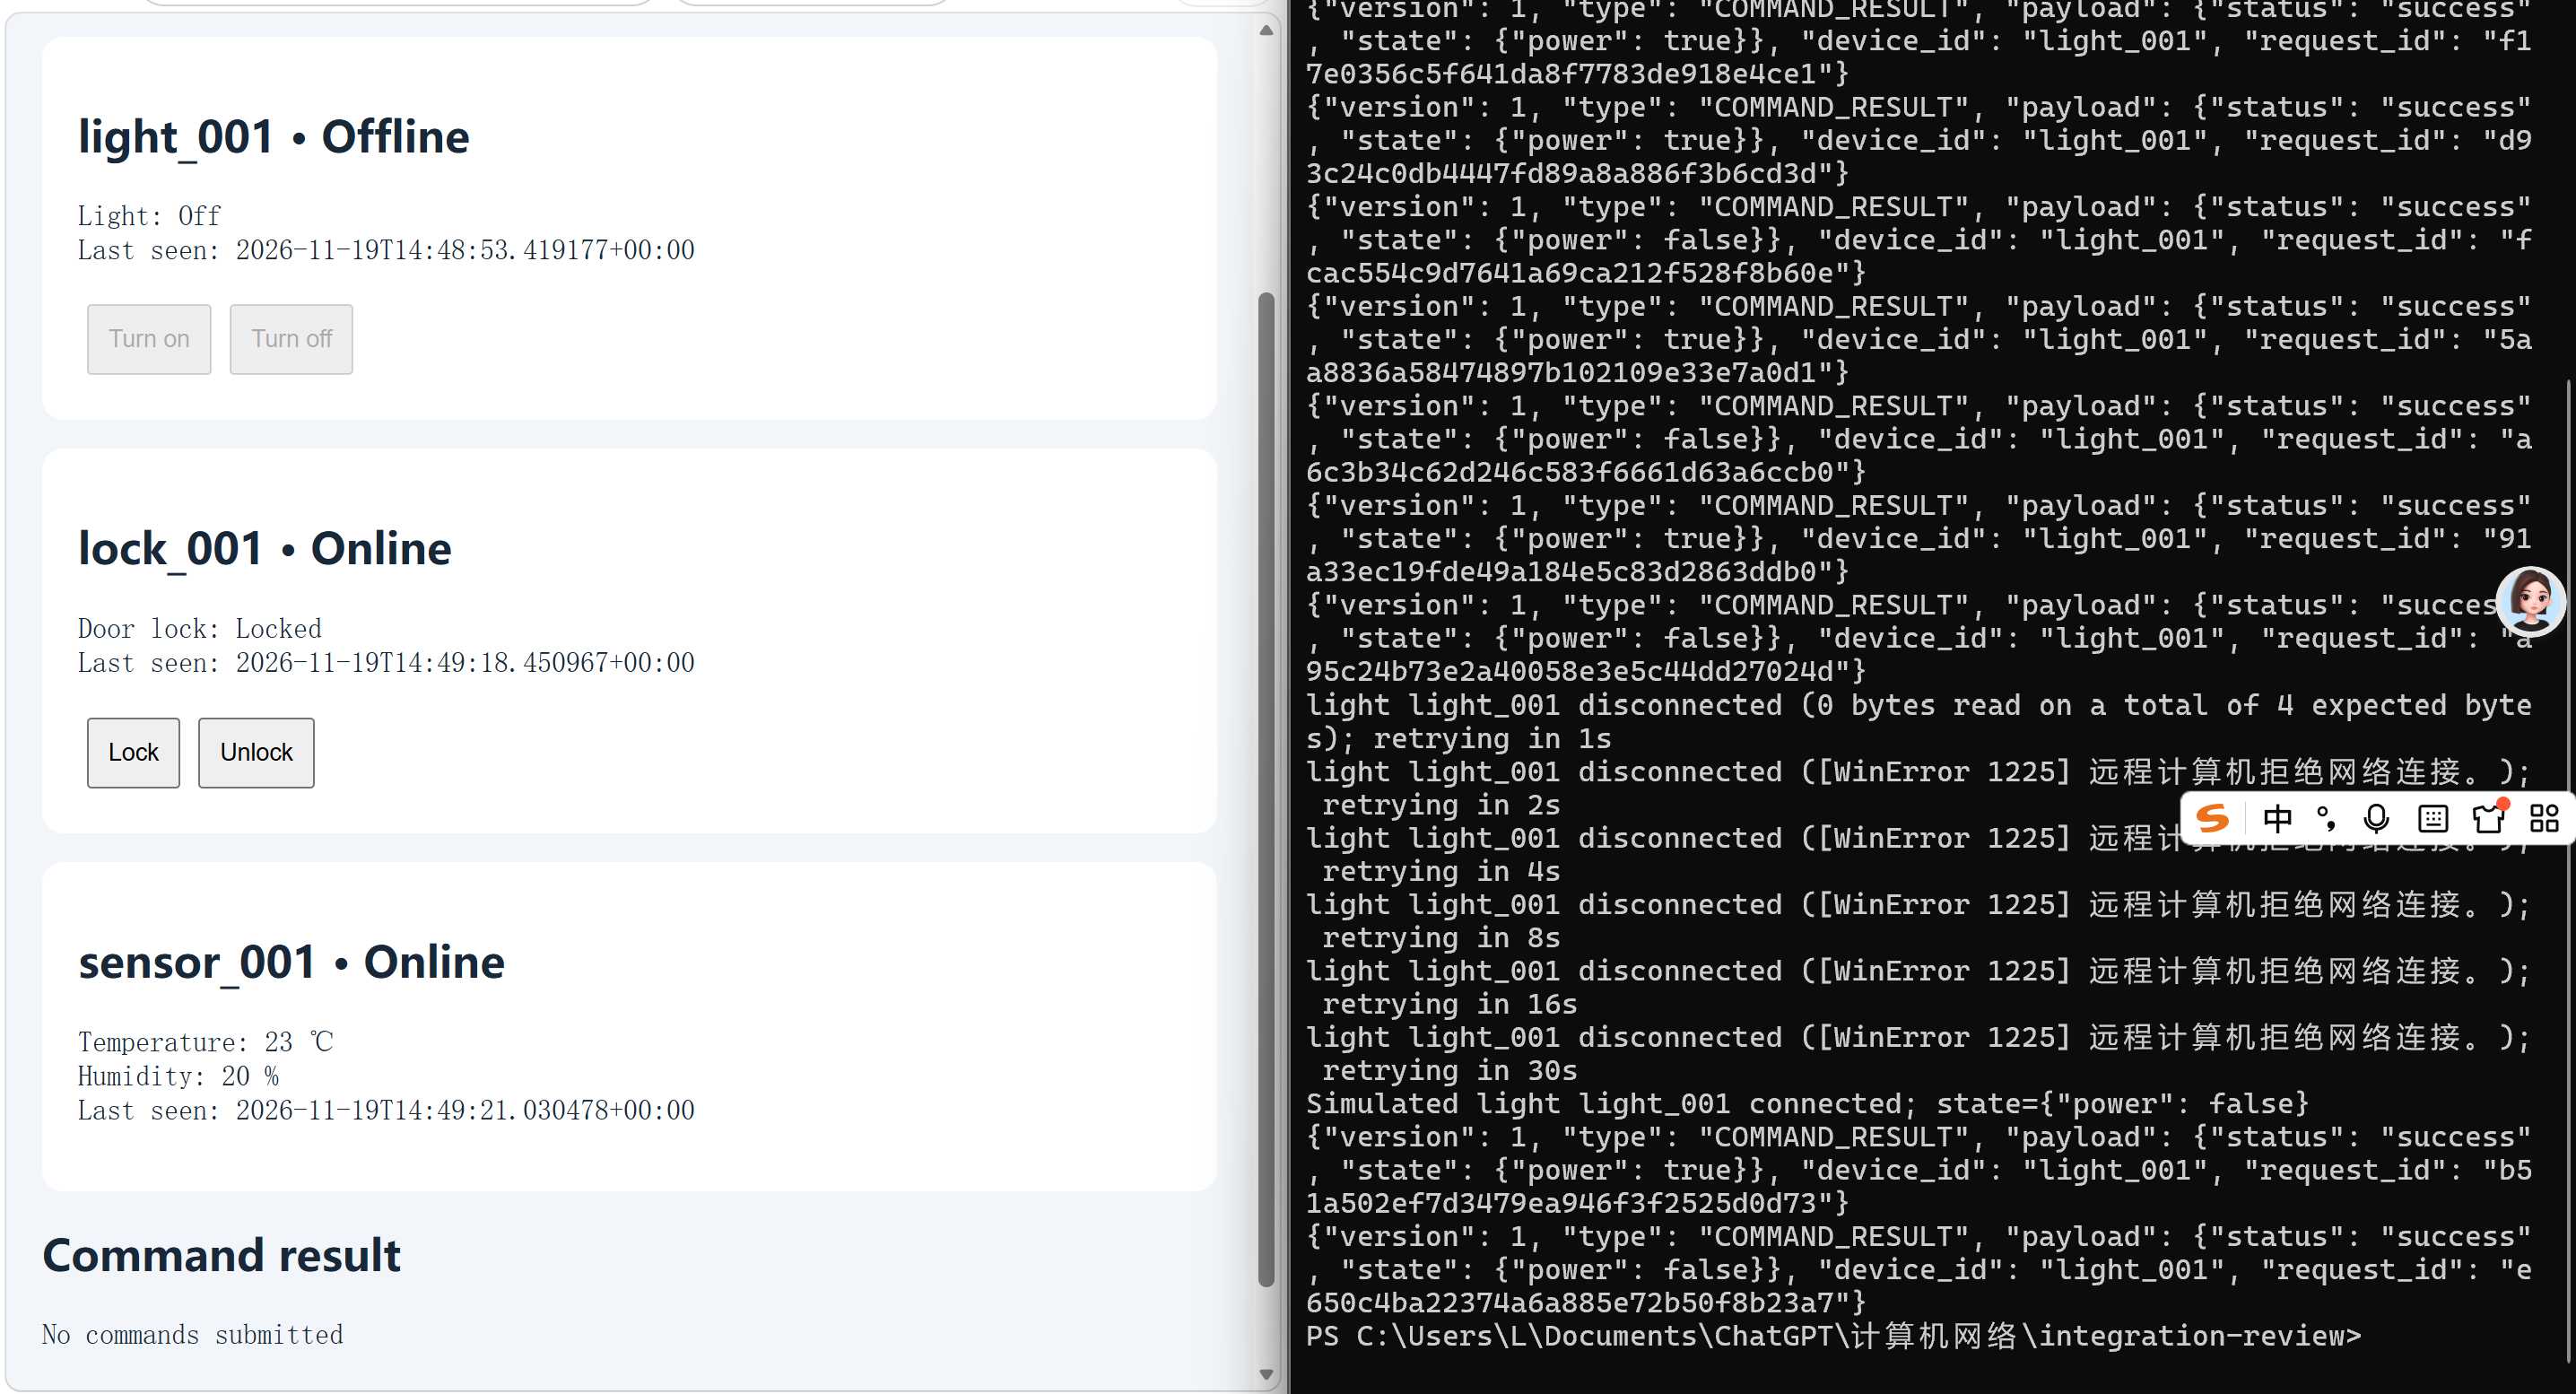 light_001 • Offline
Light: Off
Last seen: 2026-11-19T14:48:53.419177+00:00
Turn on
Turn off
lock_001 • Online
Door lock: Locked
Last seen: 2026-11-19T14:49:18.450967+00:00
Lock
Unlock
sensor_001 • Online
Temperature: 23 ℃
Humidity: 20 %
Last seen: 2026-11-19T14:49:21.030478+00:00
Command result
No commands submitted
{"version": 1, "type": "COMMAND_RESULT", "payload": {"status": "success"
, "state": {"power": true}}, "device_id": "light_001", "request_id": "f1
7e0356c5f641da8f7783de918e4ce1"}
{"version": 1, "type": "COMMAND_RESULT", "payload": {"status": "success"
, "state": {"power": true}}, "device_id": "light_001", "request_id": "d9
3c24c0db4447fd89a8a886f3b6cd3d"}
{"version": 1, "type": "COMMAND_RESULT", "payload": {"status": "success"
, "state": {"power": false}}, "device_id": "light_001", "request_id": "f
cac554c9d7641a69ca212f528f8b60e"}
{"version": 1, "type": "COMMAND_RESULT", "payload": {"status": "success"
, "state": {"power": true}}, "device_id": "light_001", "request_id": "5a
a8836a58474897b102109e33e7a0d1"}
{"version": 1, "type": "COMMAND_RESULT", "payload": {"status": "success"
, "state": {"power": false}}, "device_id": "light_001", "request_id": "a
6c3b34c62d246c583f6661d63a6ccb0"}
{"version": 1, "type": "COMMAND_RESULT", "payload": {"status": "success"
, "state": {"power": true}}, "device_id": "light_001", "request_id": "91
a33ec19fde49a184e5c83d2863ddb0"}
{"version": 1, "type": "COMMAND_RESULT", "payload": {"status": "succes
, "state": {"power": false}}, "device_id": "light_001", "request_id": "a
95c24b73e2a40058e3e5c44dd27024d"}
light light_001 disconnected (0 bytes read on a total of 4 expected byte
s); retrying in 1s
light light_001 disconnected ([WinError 1225] 远程计算机拒绝网络连接。);
retrying in 2s
light light_001 disconnected ([WinError 1225] 远程计
retrying in 4s
light light_001 disconnected ([WinError 1225] 远程计算机拒绝网络连接。);
retrying in 8s
light light_001 disconnected ([WinError 1225] 远程计算机拒绝网络连接。);
retrying in 16s
light light_001 disconnected ([WinError 1225] 远程计算机拒绝网络连接。);
retrying in 30s
Simulated light light_001 connected; state={"power": false}
{"version": 1, "type": "COMMAND_RESULT", "payload": {"status": "success"
, "state": {"power": true}}, "device_id": "light_001", "request_id": "b5
1a502ef7d3479ea946f3f2525d0d73"}
{"version": 1, "type": "COMMAND_RESULT", "payload": {"status": "success"
, "state": {"power": false}}, "device_id": "light_001", "request_id": "e
650c4ba22374a6a885e72b50f8b23a7"}
PS C:\Users\L\Documents\ChatGPT\计算机网络\integration-review>
中